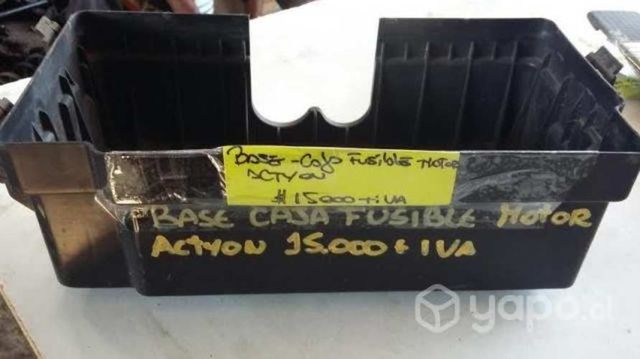 BASE - Caja FUSIBLE MOTOR
ACTYON
$15.000 + iVA
BASE CAJA FUSIBLE MOTOR
ACTYON 15.000 + IVA
yapo.cl